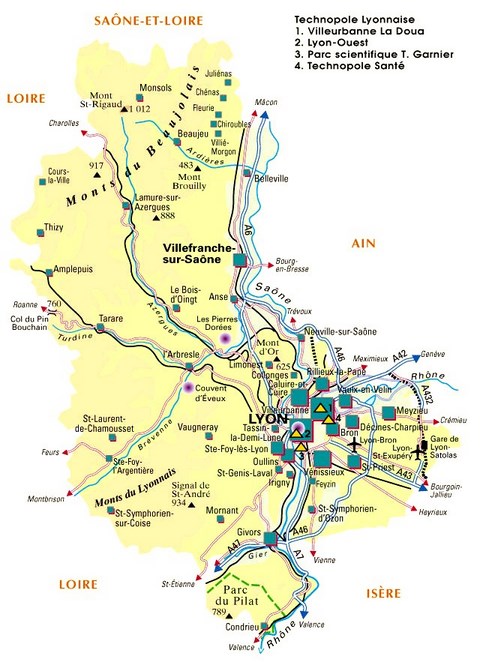 SAÔNE-ET-LOIRE
Technopole Lyonnaise
1. Villeurbanne La Doua
2. Lyon-Ouest
3. Parc scientifique T. Garnier
4. Technopole Santé
LOIRE
Juliénas
Chénas
Fleurie
Chiroubles
Villié-
Morgon
Mâcon
Mont
St-Rigaud
1 012
Monsols
Charolles
Beaujeu
Ardières
Monts du Beaujolais
917
483
Mont
Brouilly
Belleville
Cours-
la-Ville
Lamure-sur-
Azergues
888
Thizy
A6
AIN
Villefranche-
sur-Saône
Bourg-
en-Bresse
Amplepuis
Saône
Le Bois-
d'Oingt
Anse
Trévoux
Roanne
760
Col du Pin
Bouchain
Tarare
Turdine
Azergues
Les Pierres
Dorées
Neuville-sur-Saône
Mont
d'Or
625
A46
l'Arbresle
Limonest
Collonges
Rillieux-la-Pape
Meximieux
A42
Genève
Rhône
Couvent
d'Éveux
Caluire-et-
Cuire
Vaulx-en-Velin
A432
Villeurbanne
LYON
1
2
3
4
Meyzieu
Décines-Charpieu
Crémieu
St-Laurent-
de-Chamousset
Brévenne
Vaugneray
Tassin-
la-Demi-Lune
Bron
Lyon-Bron
Ste-Foy-lès-Lyon
Lyon-
St-Exupéry
Gare de
Lyon-
Satolas
Feurs
Ste-Foy-
l'Argentière
Oullins
St-Genis-Laval
Vénissieux
St-Priest
A43
Montbrison
Monts du Lyonnais
Irigny
Feyzin
Bourgoin-
Jallieu
Signal de
St-André
934
St-Symphorien-
sur-Coise
Mornant
St-Symphorien-
d'Ozon
Heyrieux
Givors
A46
A47
Gier
A7
Vienne
LOIRE
St-Étienne
ISÈRE
Parc
du Pilat
789
Condrieu
Rhône
Valence
Valence